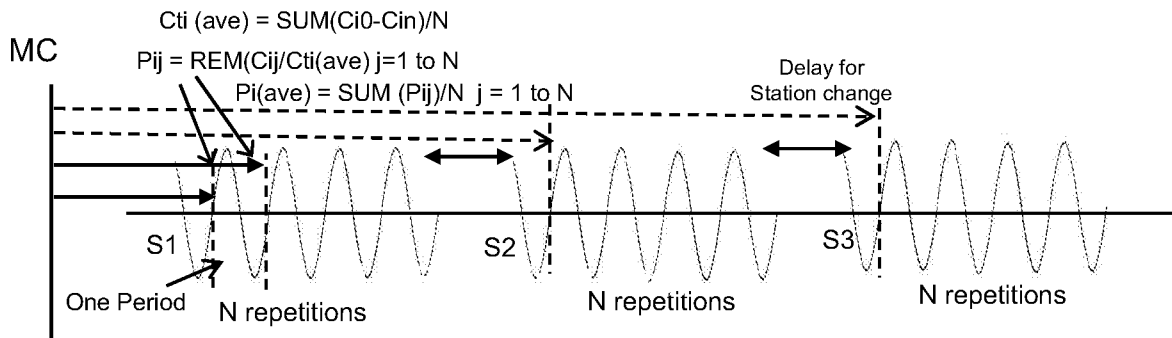 Cti (ave) = SUM(Ci0-Cin)/N
MC
Pij = REM(Cij/Cti(ave) j=1 to N
Pi(ave) = SUM (Pij)/N j = 1 to N
Delay for
Station change
S1
S2
S3
One Period
N repetitions
N repetitions
N repetitions